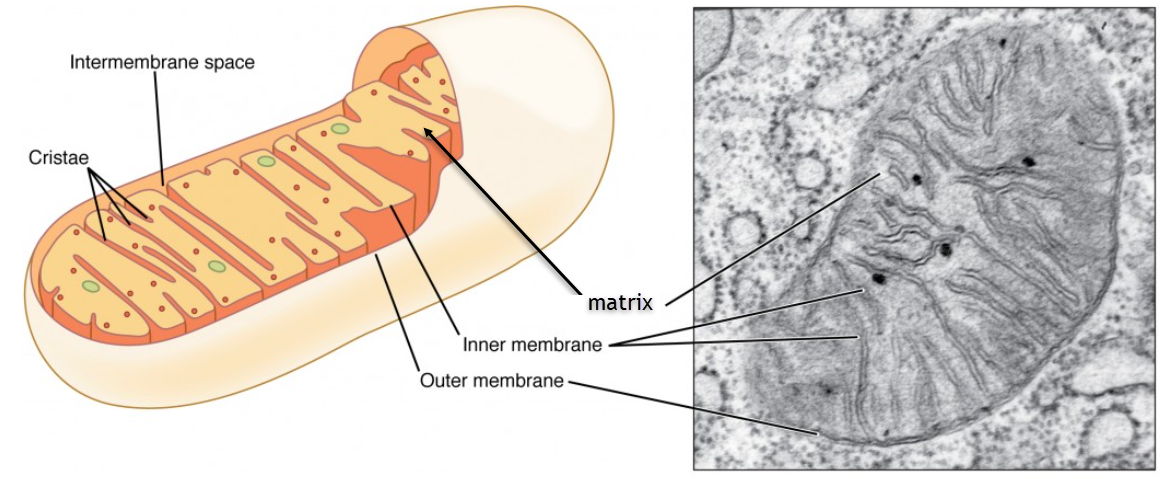 Intermembrane space
Cristae
matrix
Inner membrane
Outer membrane